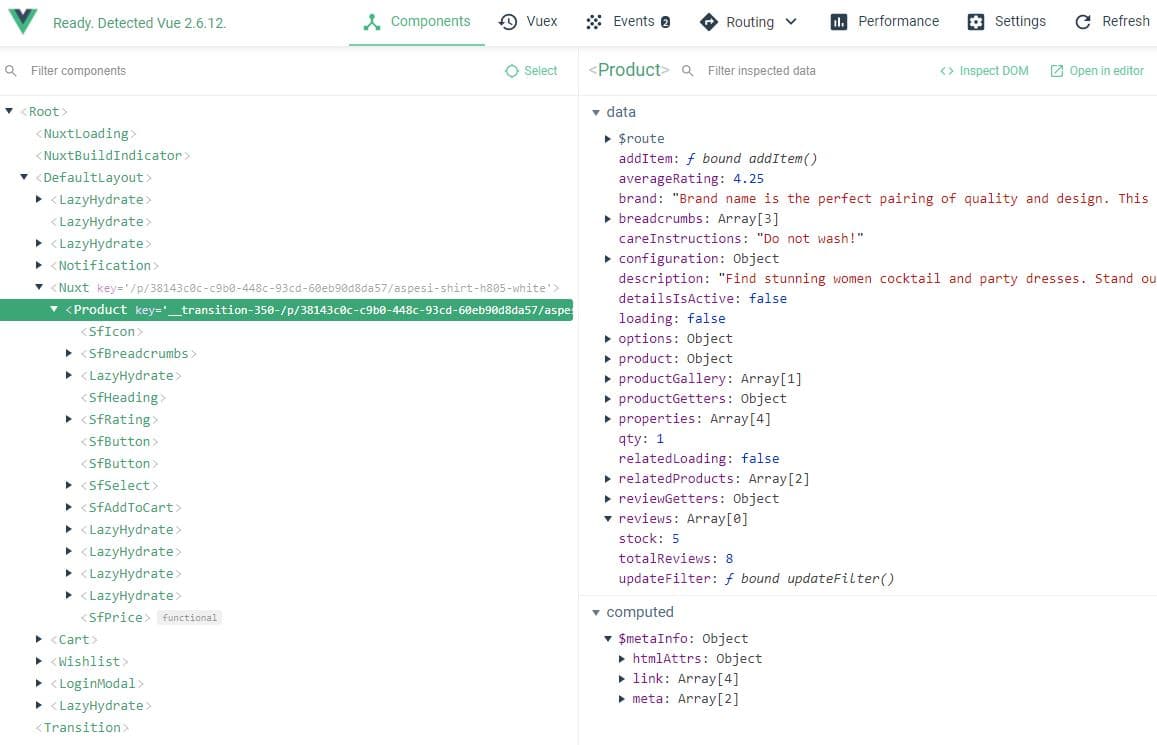 Ready. Detected Vue 2.6.12.
Components
Vuex
Events 2
Routing
Performance
Settings
Refresh
Filter components
Select
<Root>
<NuxtLoading>
<NuxtBuildIndicator>
<DefaultLayout>
<LazyHydrate>
<LazyHydrate>
<LazyHydrate>
<Notification>
<Nuxt key='/p/38143c0c-c9b0-448c-93cd-60eb90d8da57/aspesi-shirt-h805-white'>
<Product key='__transition-350-/p/38143c0c-c9b0-448c-93cd-60eb90d8da57/aspes
<SfIcon>
<SfBreadcrumbs>
<LazyHydrate>
<SfHeading>
<SfRating>
<SfButton>
<SfButton>
<SfSelect>
<SfAddToCart>
<LazyHydrate>
<LazyHydrate>
<LazyHydrate>
<LazyHydrate>
<SfPrice> functional
<Cart>
<Wishlist>
<LoginModal>
<LazyHydrate>
<Transition>
<Product>
Filter inspected data
<> Inspect DOM
Open in editor
data
$route
addItem: ƒ bound addItem()
averageRating: 4.25
brand: "Brand name is the perfect pairing of quality and design. This
breadcrumbs: Array[3]
careInstructions: "Do not wash!"
configuration: Object
description: "Find stunning women cocktail and party dresses. Stand ou
detailsIsActive: false
loading: false
options: Object
product: Object
productGallery: Array[1]
productGetters: Object
properties: Array[4]
qty: 1
relatedLoading: false
relatedProducts: Array[2]
reviewGetters: Object
reviews: Array[0]
stock: 5
totalReviews: 8
updateFilter: ƒ bound updateFilter()
computed
$metaInfo: Object
htmlAttrs: Object
link: Array[4]
meta: Array[2]